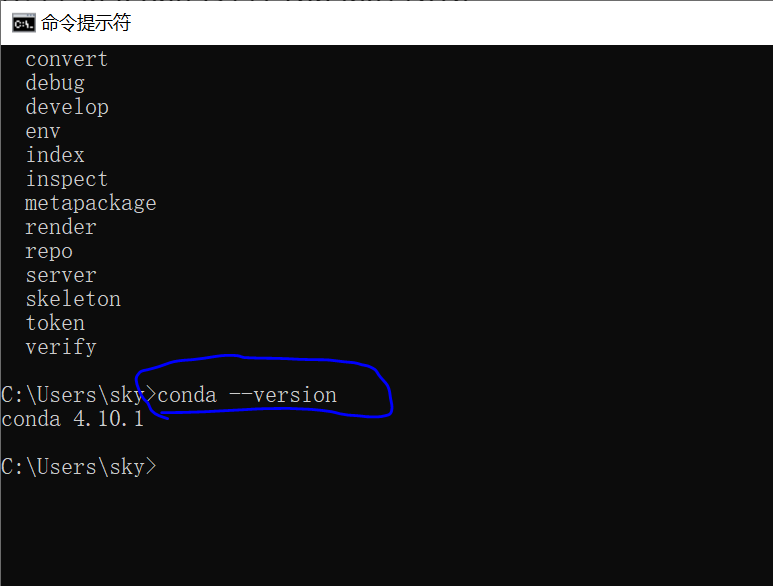 命令提示符
convert
debug
develop
env
index
inspect
metapackage
render
repo
server
skeleton
token
verify
C:\Users\sky>conda --version
conda 4.10.1
C:\Users\sky>